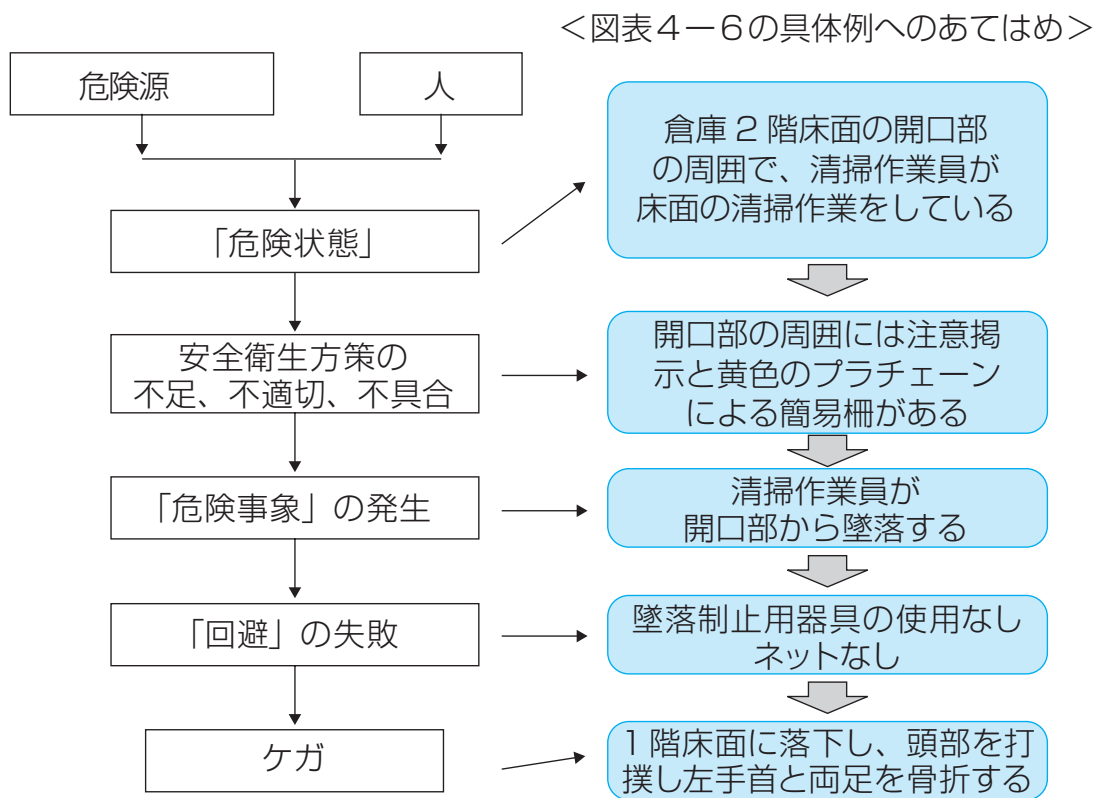 ＜図表４ー６の具体例へのあてはめ＞
危険源
人
「危険状態」
倉庫２階床面の開口部
の周囲で、清掃作業員が
床面の清掃作業をしている
安全衛生方策の
不足、不適切、不具合
開口部の周囲には注意掲
示と黄色のプラチェーン
による簡易柵がある
「危険事象」の発生
清掃作業員が
開口部から墜落する
「回避」の失敗
墜落制止用器具の使用なし
ネットなし
ケガ
１階床面に落下し、頭部を打
撲し左手首と両足を骨折する